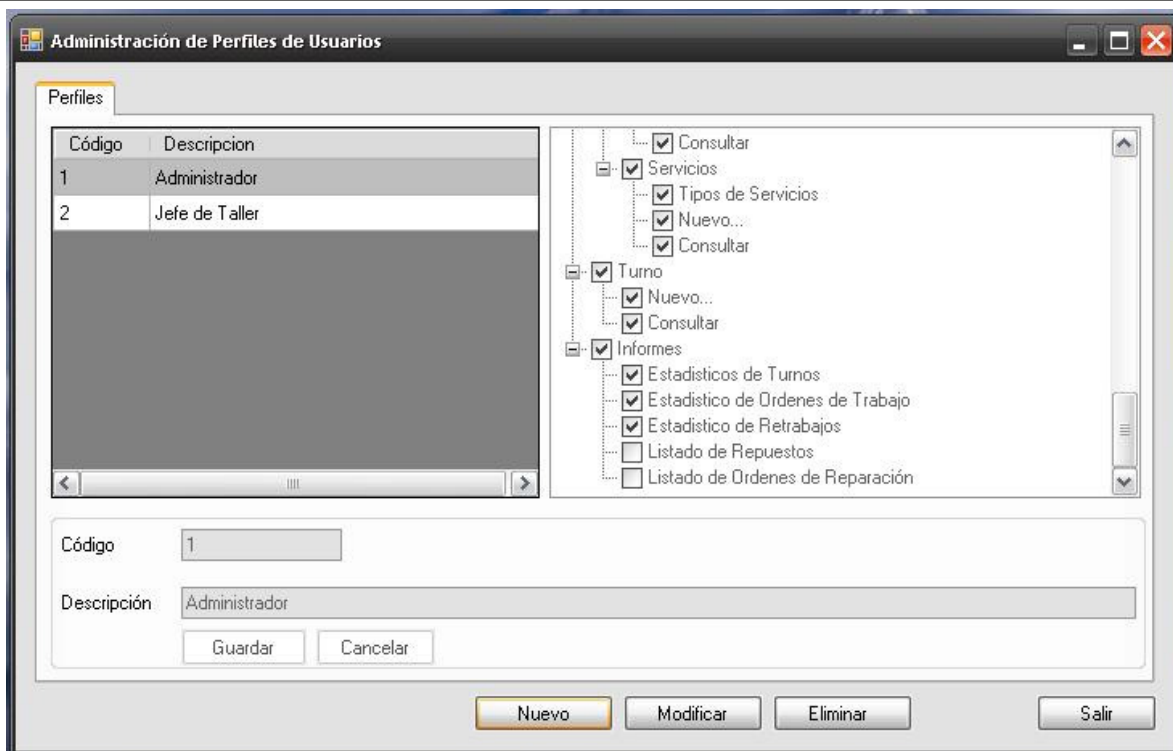 Administración de Perfiles de Usuarios
Perfiles
Código Descripcion
1 Administrador
2 Jefe de Taller
Consultar
Servicios
Tipos de Servicios
Nuevo...
Consultar
Turno
Nuevo...
Consultar
Informes
Estadisticos de Turnos
Estadistico de Ordenes de Trabajo
Estadistico de Retrabajos
Listado de Repuestos
Listado de Ordenes de Reparación
Código 1
Descripción Administrador
Guardar Cancelar
Nuevo Modificar Eliminar Salir